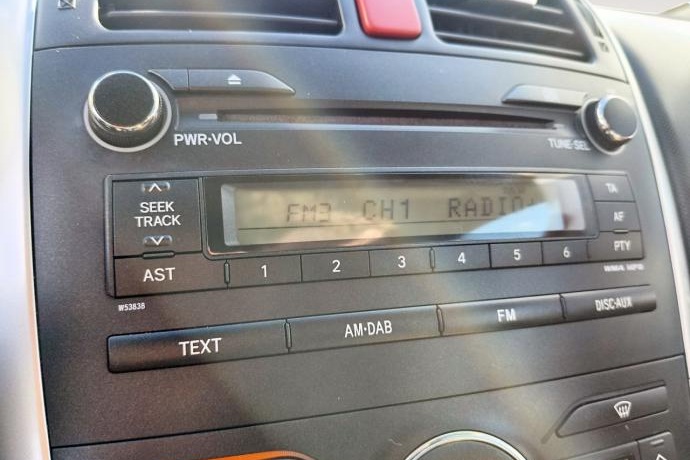 PWR•VOL
TUNE•SEL
SEEK
TRACK
FM3 CH1 RADIO
TA
AF
PTY
AST 1 2 3 4 5 6
W53838
TEXT AM•DAB FM DISC•AUX